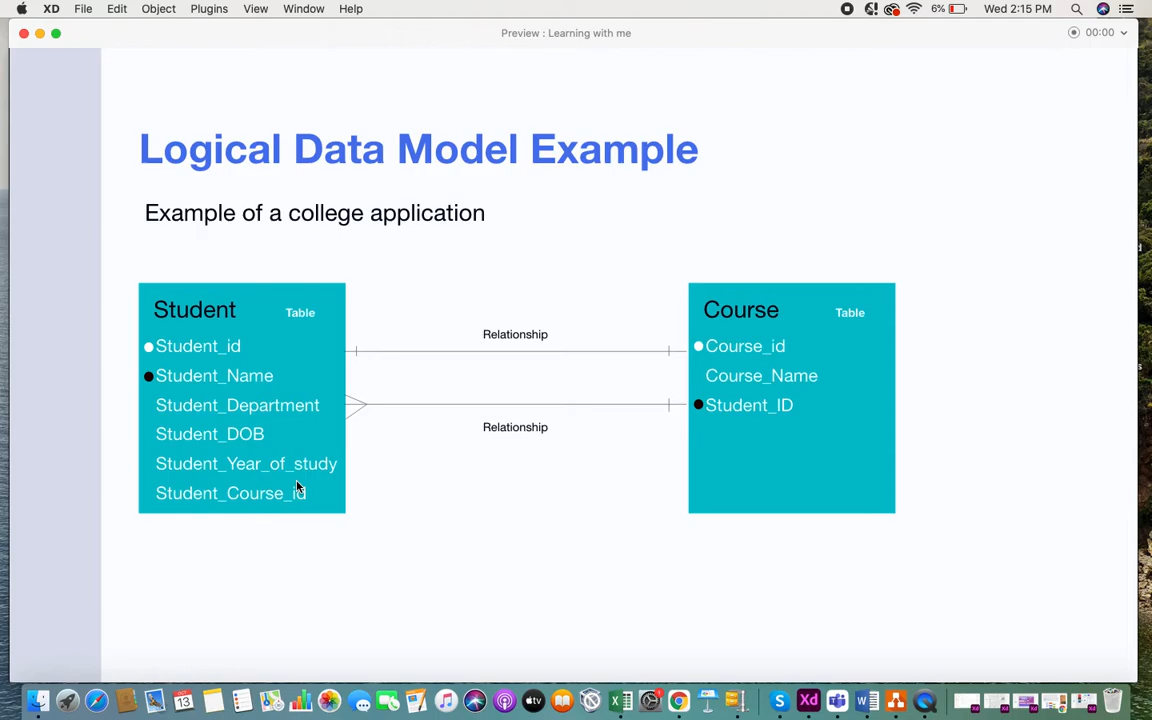 XD File Edit Object Plugins View Window Help 6% Wed 2:15 PM
Preview : Learning with me 00:00
Logical Data Model Example
Example of a college application
Student Table
Student_id
Student_Name
Student_Department
Student_DOB
Student_Year_of_study
Student_Course_id
Relationship
Relationship
Course Table
Course_id
Course_Name
Student_ID